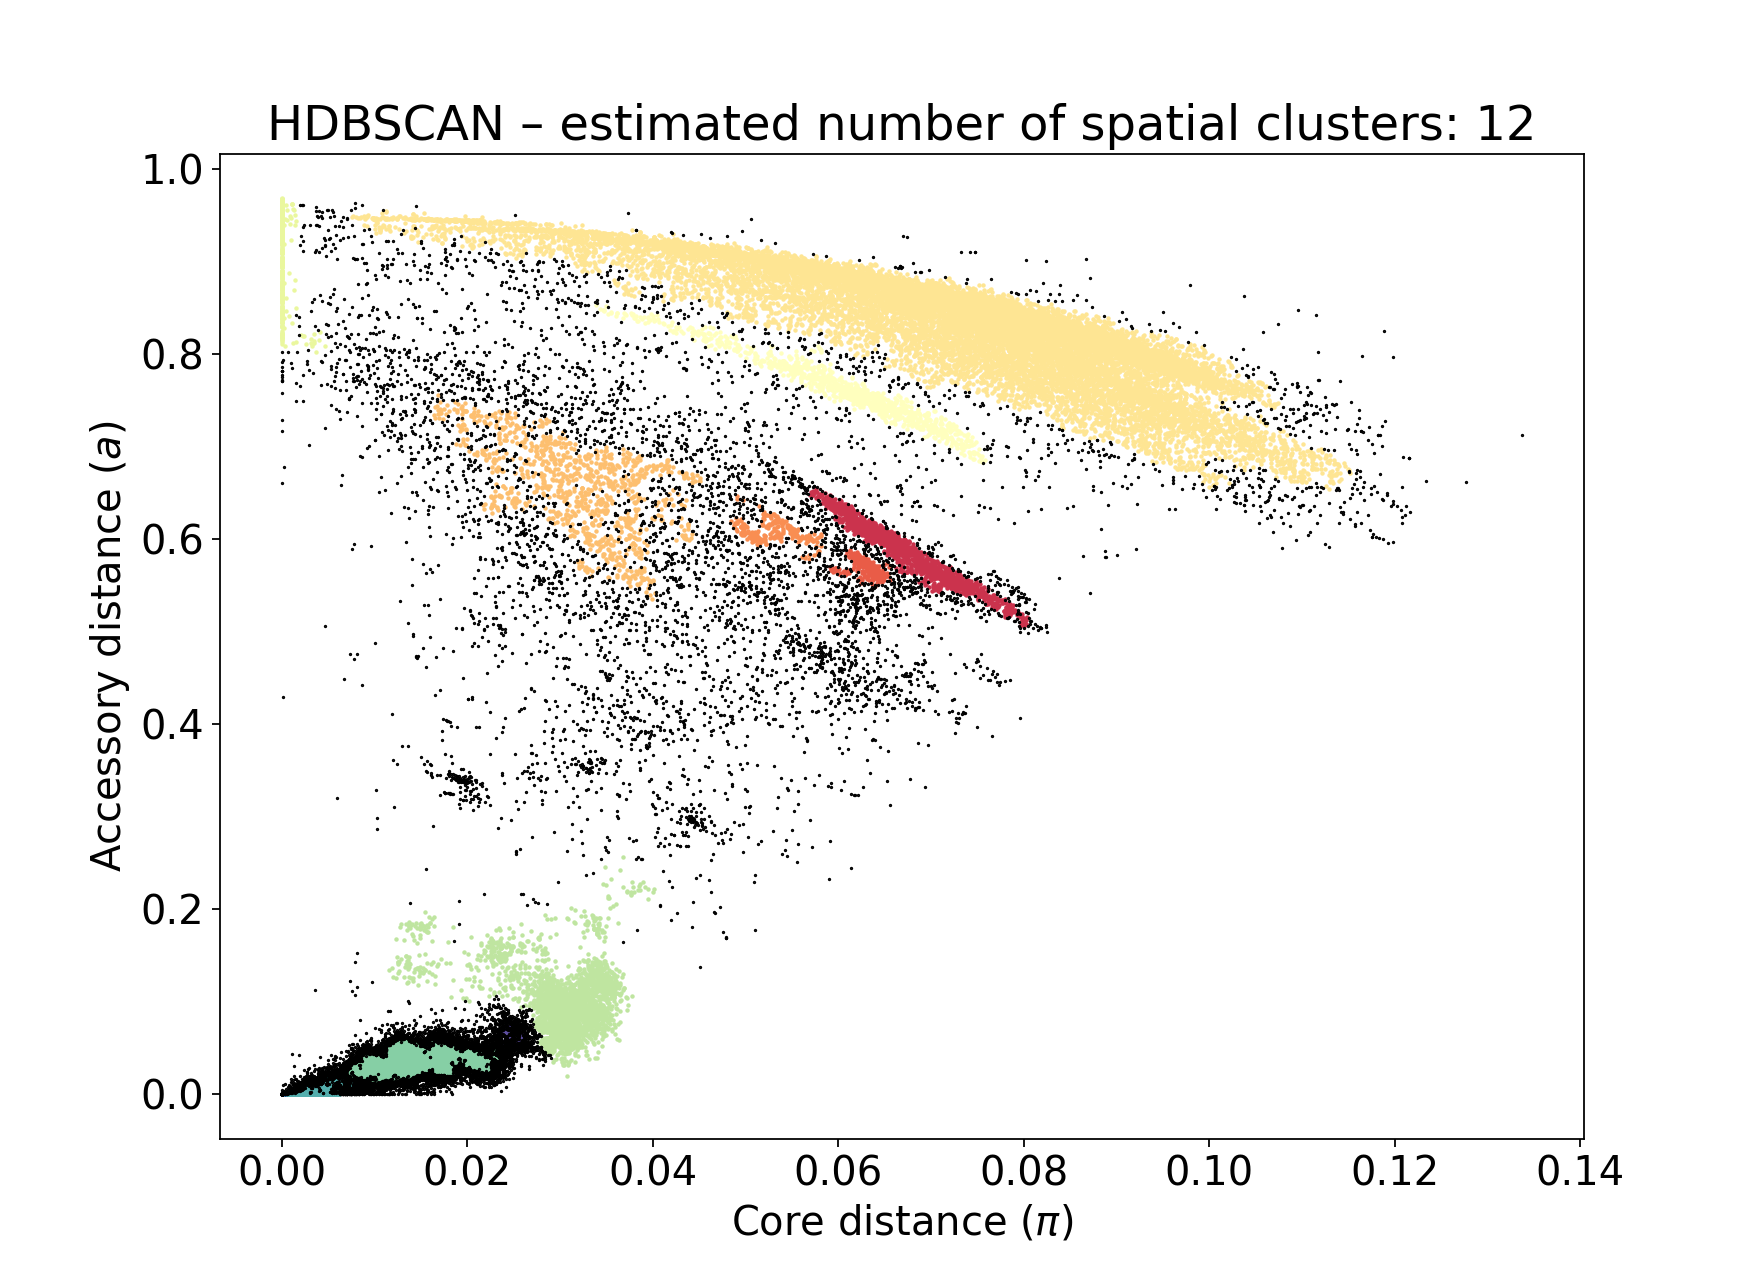 HDBSCAN – estimated number of spatial clusters: 12
1.0
0.8
0.6
0.4
0.2
0.0
Accessory distance (a)
0.00 0.02 0.04 0.06 0.08 0.10 0.12 0.14
Core distance (π)